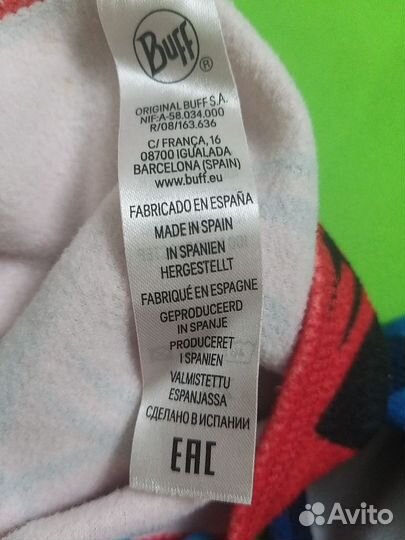 BUFF
®
ORIGINAL BUFF S.A.
NIF:A-58.034.000
R/08/163.636
C/ FRANÇA, 16
08700 IGUALADA
BARCELONA (SPAIN)
www.buff.eu
FABRICADO EN ESPAÑA
MADE IN SPAIN
IN SPANIEN
HERGESTELLT
FABRIQUÉ EN ESPAGNE
GEPRODUCEERD
IN SPANJE
PRODUCERET
I SPANIEN
VALMISTETTU
ESPANJASSA
СДЕЛАНО В ИСПАНИИ
EAC
Avito